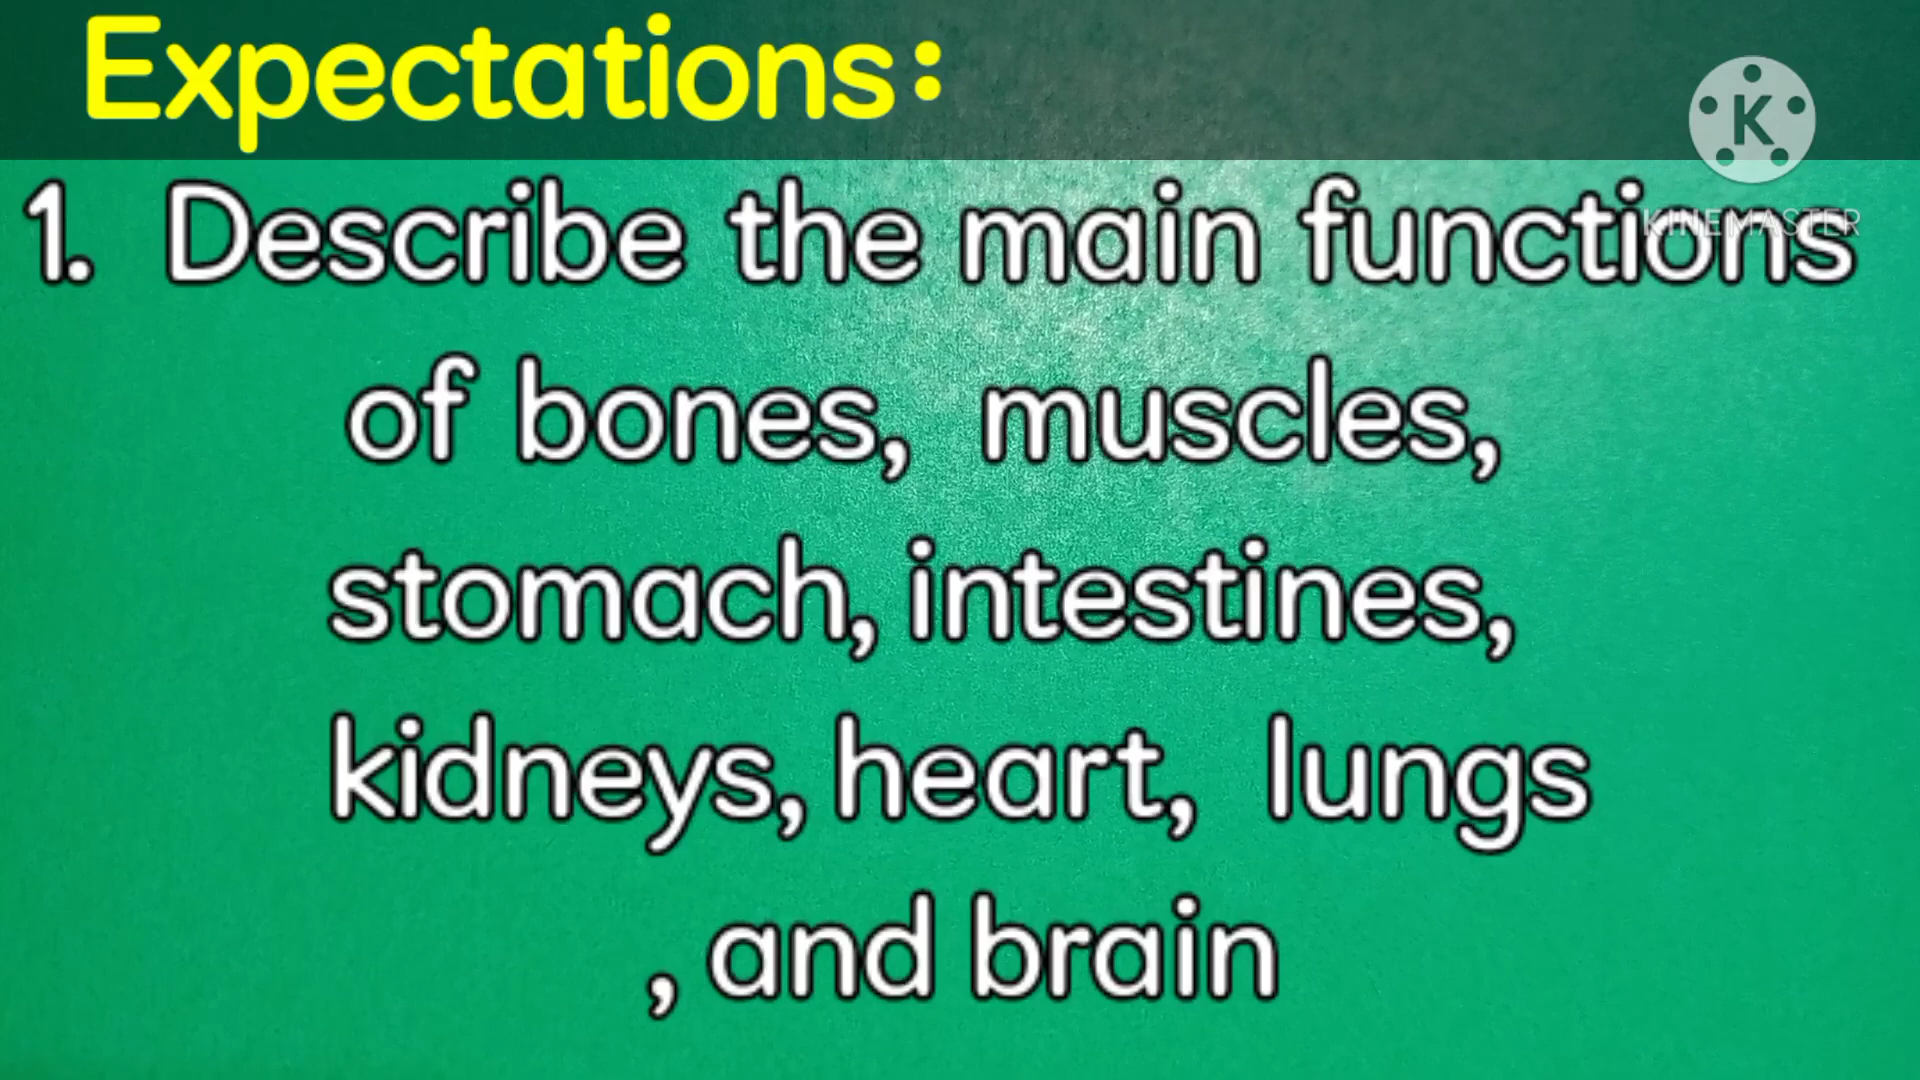 Expectations:
K
KINEMASTER
1. Describe the main functions
of bones, muscles,
stomach, intestines,
kidneys, heart, lungs
, and brain